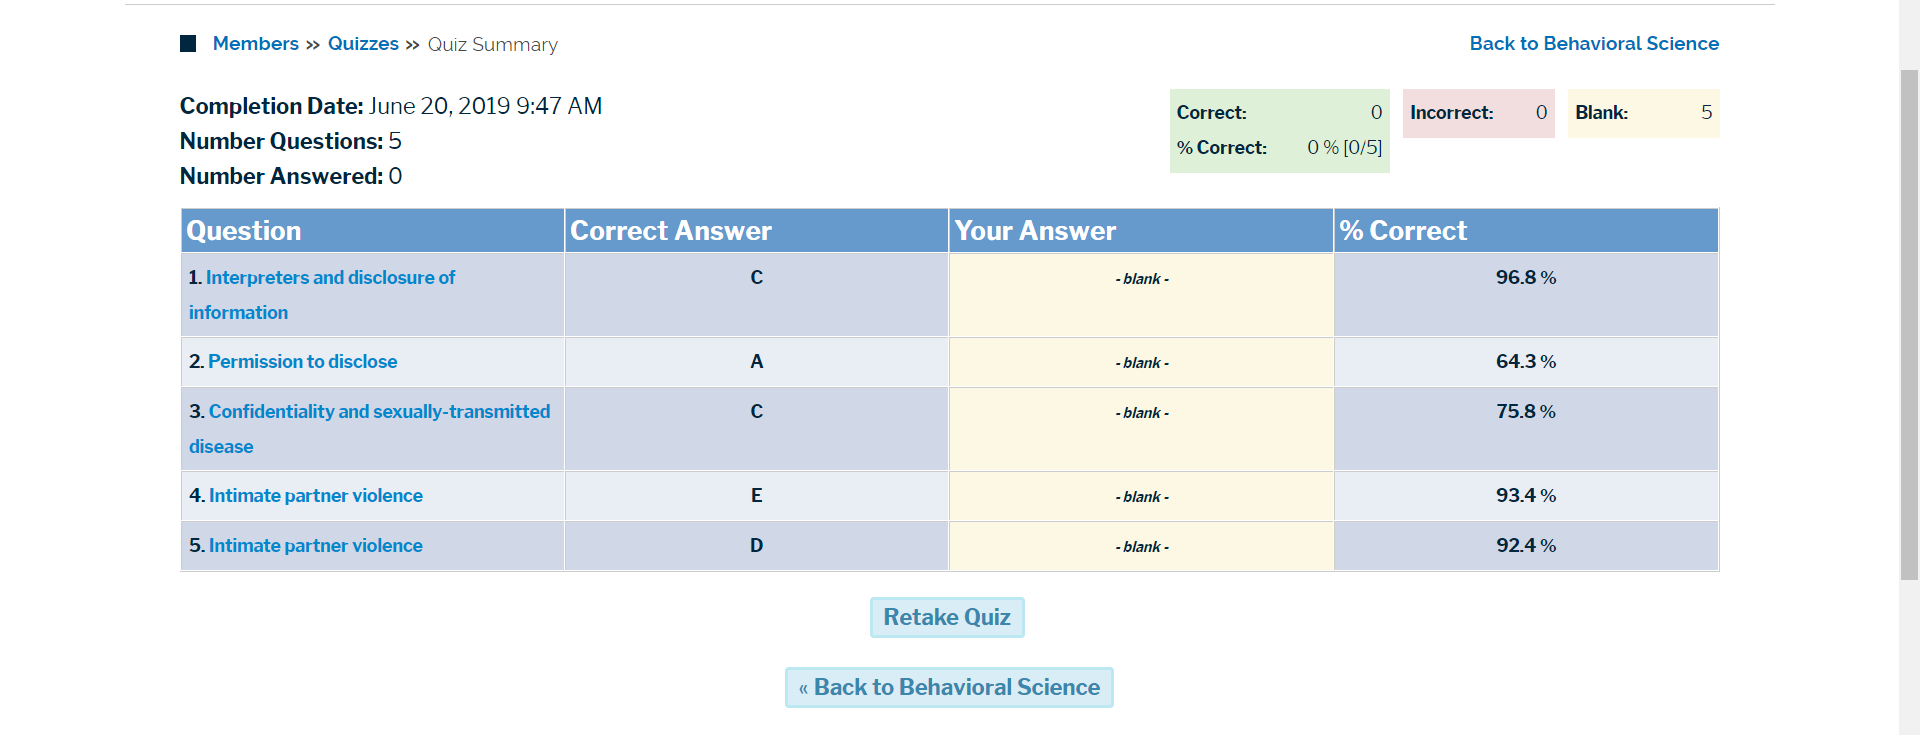 Members » Quizzes » Quiz Summary
Back to Behavioral Science
Completion Date: June 20, 2019 9:47 AM
Number Questions: 5
Number Answered: 0
Correct: 0
% Correct: 0 % [0/5]
Incorrect: 0
Blank: 5
Question Correct Answer Your Answer % Correct
1. Interpreters and disclosure of C - blank - 96.8 %
information
2. Permission to disclose A - blank - 64.3 %
3. Confidentiality and sexually-transmitted C - blank - 75.8 %
disease
4. Intimate partner violence E - blank - 93.4 %
5. Intimate partner violence D - blank - 92.4 %
Retake Quiz
« Back to Behavioral Science